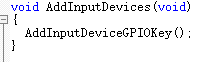 void AddInputDevices(void)
{
  AddInputDeviceGPIOKey();
}